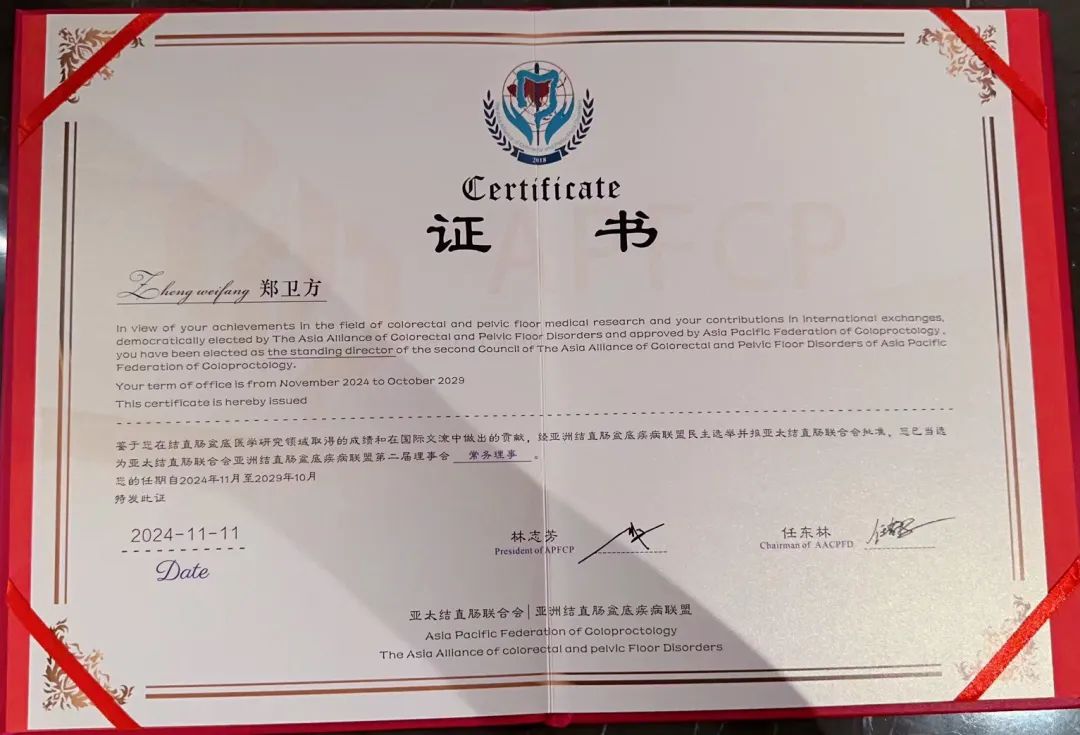 2018
Certificate
证 书
APFCP
Zheng weifang 郑卫方
In view of your achievements in the field of colorectal and pelvic floor medical research and your contributions in international exchanges,
democratically elected by The Asia Alliance of Colorectal and Pelvic Floor Disorders and approved by Asia Pacific Federation of Coloproctology ,
you have been elected as the standing director of the second Council of The Asia Alliance of Colorectal and Pelvic Floor Disorders of Asia Pacific
Federation of Coloproctology.
Your term of office is from November 2024 to October 2029
This certificate is hereby issued
鉴于您在结直肠盆底医学研究领域取得的成绩和在国际交流中做出的贡献，经亚洲结直肠盆底疾病联盟民主选举并报亚太结直肠联合会批准，您已当选
为亚太结直肠联合会亚洲结直肠盆底疾病联盟第二届理事会 常务理事 。
您的任期自2024年11月至2029年10月
特发此证
2024-11-11
Date
林志芳
President of APFCP
任东林
Chairman of AACPFD
亚太结直肠联合会|亚洲结直肠盆底疾病联盟
Asia Pacific Federation of Coloproctology
The Asia Alliance of colorectal and pelvic Floor Disorders